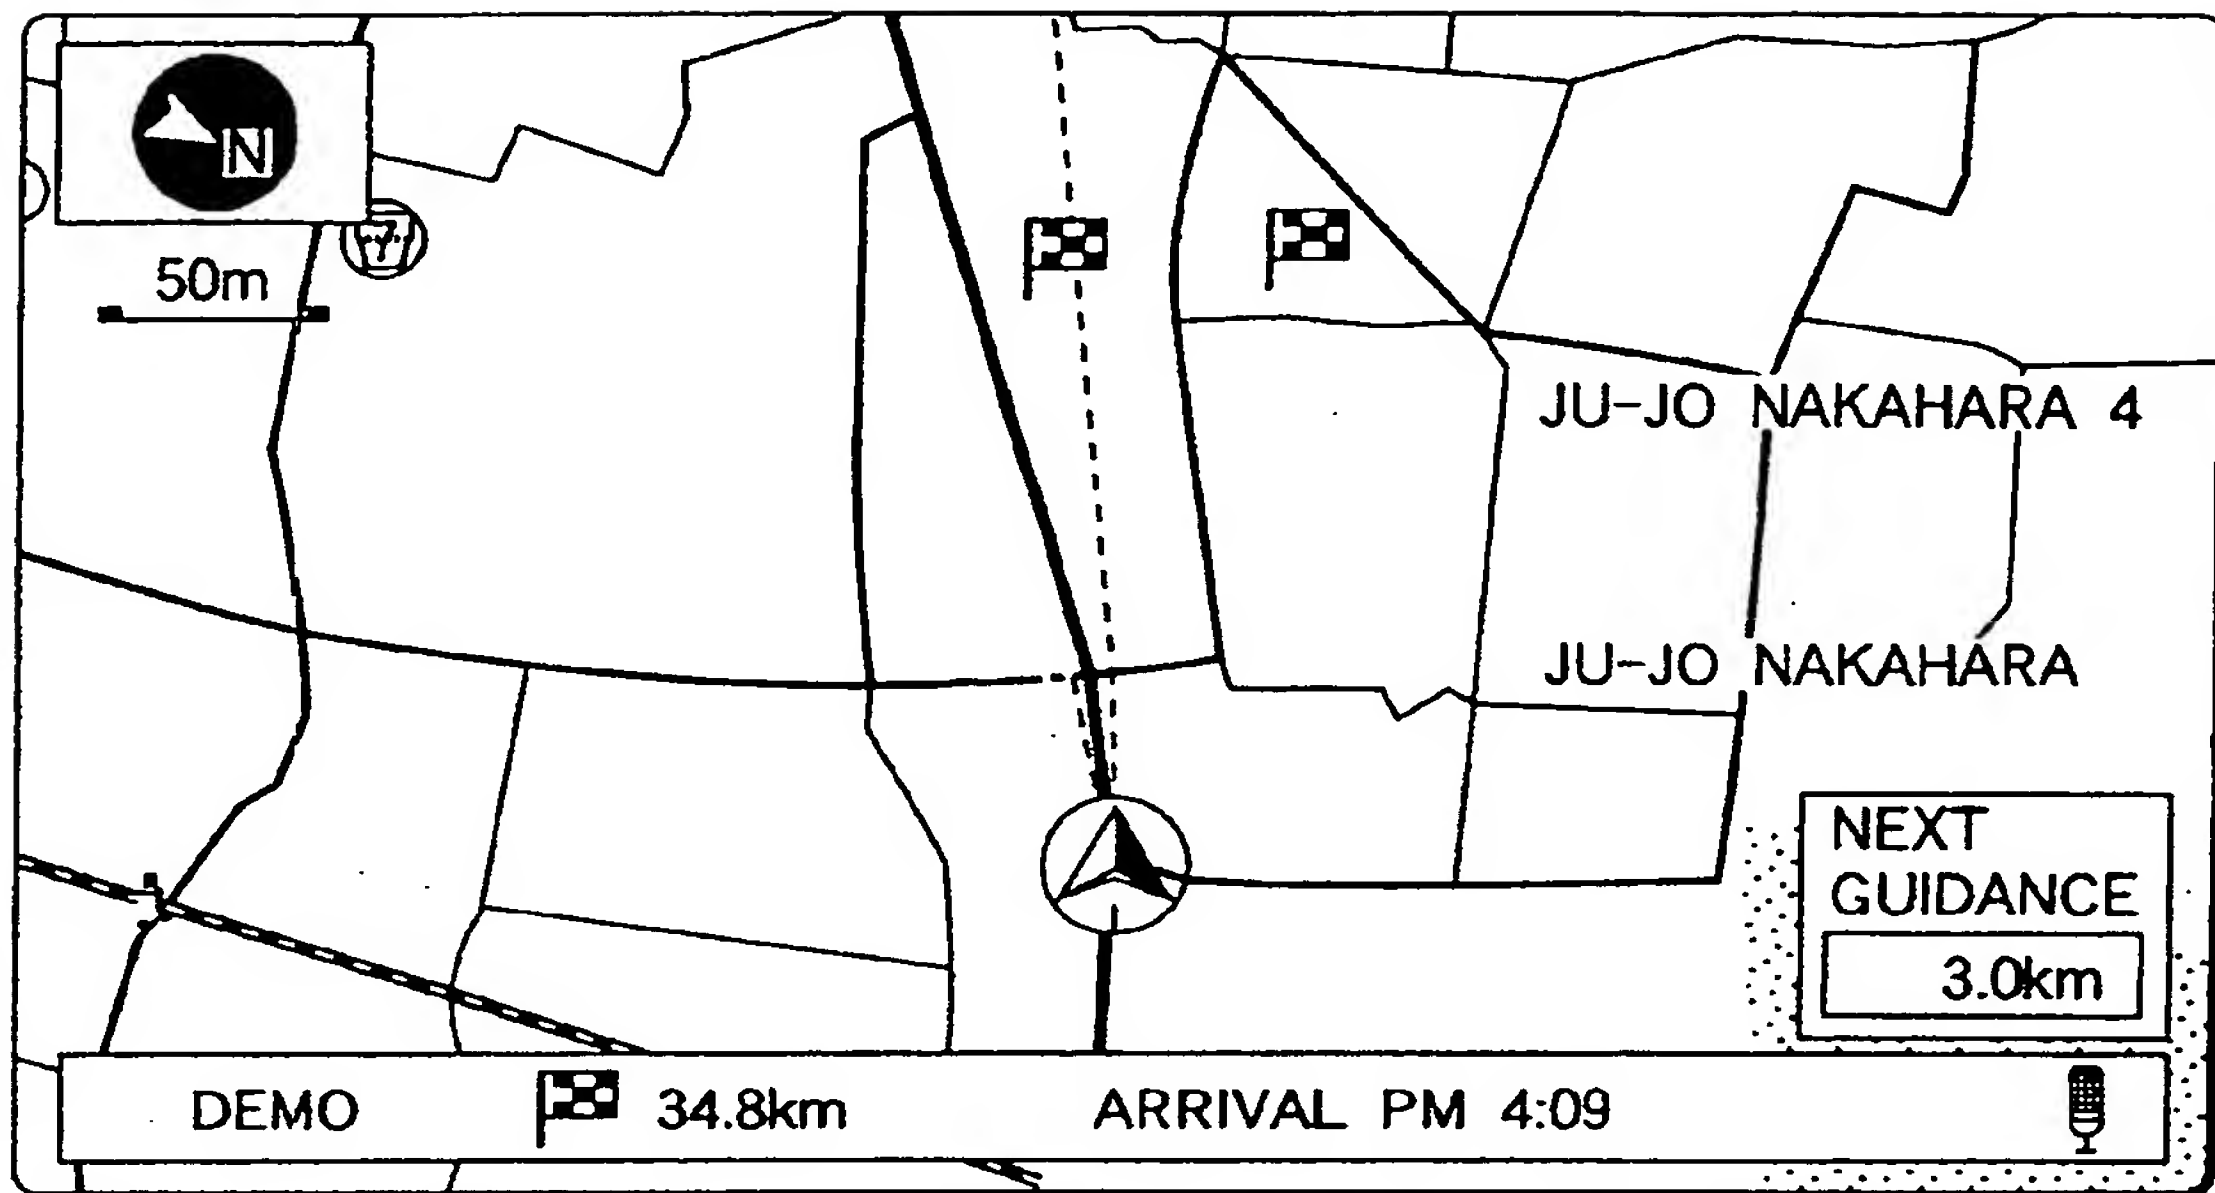 N
7
50m
JU-JO NAKAHARA 4
JU-JO NAKAHARA
NEXT
GUIDANCE
3.0km
DEMO 34.8km ARRIVAL PM 4:09